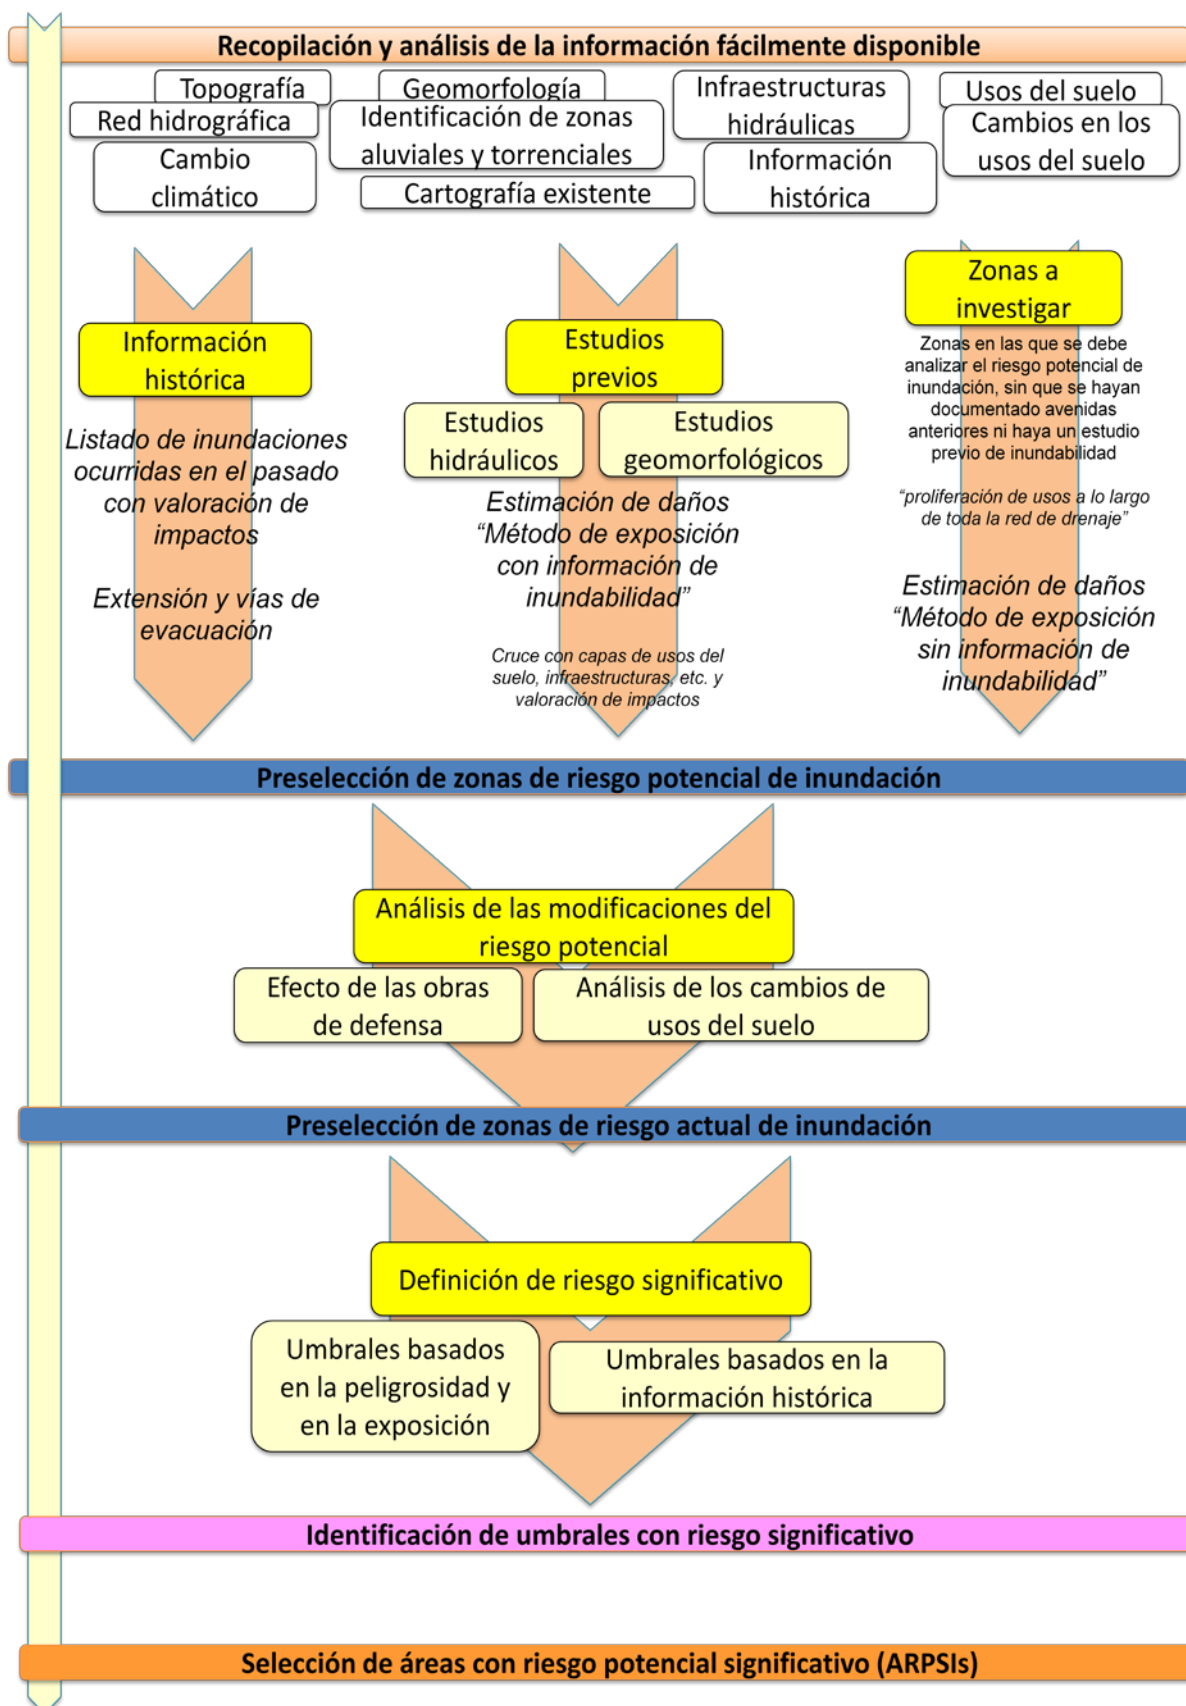 Recopilación y análisis de la información fácilmente disponible
Topografía
Red hidrográfica
Cambio
climático
Geomorfología
Identificación de zonas
aluviales y torrenciales
Cartografía existente
Infraestructuras
hidráulicas
Información
histórica
Usos del suelo
Cambios en los
usos del suelo
Información
histórica
Listado de inundaciones
ocurridas en el pasado
con valoración de
impactos
Extensión y vías de
evacuación
Estudios
previos
Estudios
hidráulicos
Estudios
geomorfológicos
Estimación de daños
“Método de exposición
con información de
inundabilidad”
Cruce con capas de usos del
suelo, infraestructuras, etc. y
valoración de impactos
Zonas a
investigar
Zonas en las que se debe
analizar el riesgo potencial de
inundación, sin que se hayan
documentado avenidas
anteriores ni haya un estudio
previo de inundabilidad
“proliferación de usos a lo largo
de toda la red de drenaje”
Estimación de daños
“Método de exposición
sin información de
inundabilidad”
Preselección de zonas de riesgo potencial de inundación
Análisis de las modificaciones del
riesgo potencial
Efecto de las obras
de defensa
Análisis de los cambios de
usos del suelo
Preselección de zonas de riesgo actual de inundación
Definición de riesgo significativo
Umbrales basados
en la peligrosidad y
en la exposición
Umbrales basados en la
información histórica
Identificación de umbrales con riesgo significativo
Selección de áreas con riesgo potencial significativo (ARPSIs)